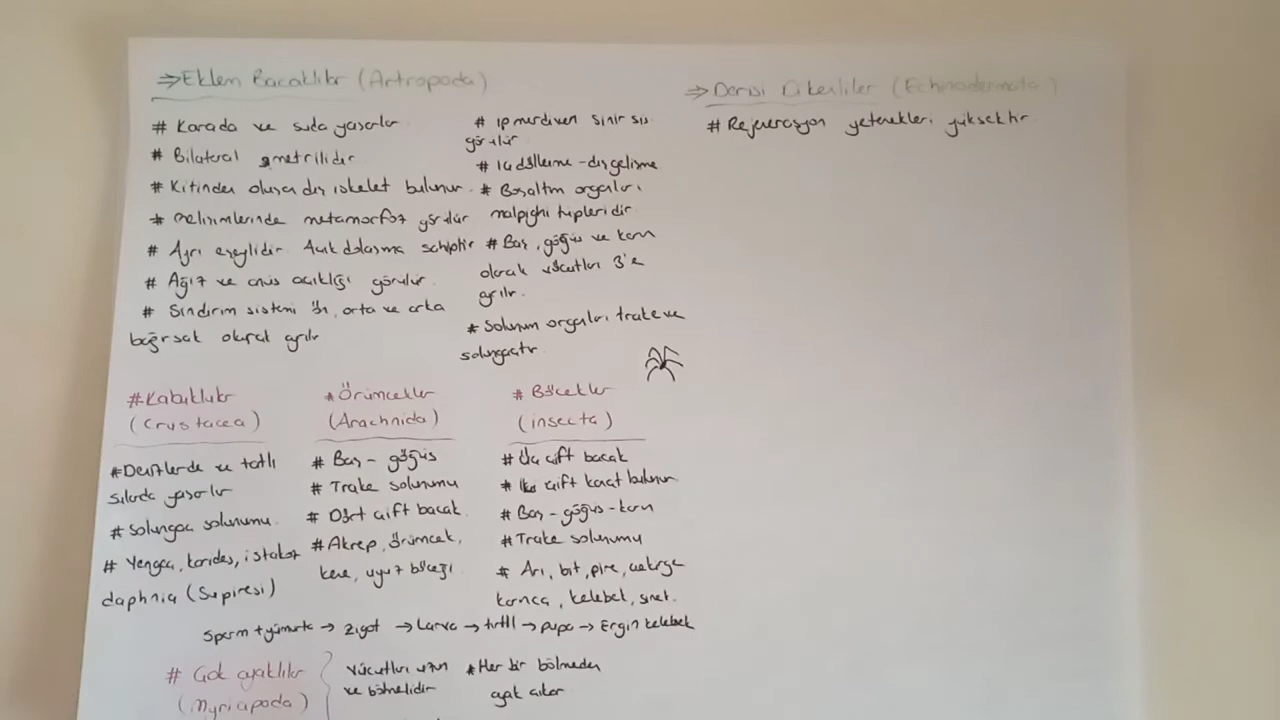 ⇒ Eklem Bacaklılar (Artropoda)
# Karada ve suda yaşarlar
# Bilateral simetrilidir
# Kitinden oluşan dış iskelet bulunur.
# Gelişimlerinde metamorfoz görülür
# Ayrı eşeylidir. Açık dolaşıma sahiptir
# Ağız ve anüs açıklığı görülür.
# Sindirim sistemi ön, orta ve arka
bağırsak olarak ayrılır
# ip merdiven sinir sis
görülür
# İç döllenme - dış gelişme
# Boşaltım organları
malpighi tüpleridir.
# Baş, göğüs ve karın
olarak vücutları 3'e
ayrılır.
# Solunum organları trake ve
solungaçtır
⇒ Derisi Dikenliler (Echinodermata)
# Rejenerasyon yetenekleri yüksektir
#Kabuklular
(Crustacea)
#Denizlerde ve tatlı
sularda yaşarlar
# Solungaç solunumu.
# Yengeç, karides, istakoz
daphnia (Su piresi)
# Örümcekler
(Arachnida)
# Baş - göğüs
# Trake solunumu
# Dört çift bacak
# Akrep, örümcek,
kene, uyuz böceği
# Böcekler
(insecta)
# Üç çift bacak
# İki çift kanat bulunur
# Baş - göğüs - karın
# Trake solunumu
# Arı, bit, pire, çekirge
karınca, kelebek, sinek.
Sperm + yumurta → Zigot → Larva → tırtıl → pupa → Ergin kelebek
# Çok ayaklılar
(Myriapoda)
Vücutları uzun
ve bölmelidir
# Her bir bölmeden
ayak çıkar